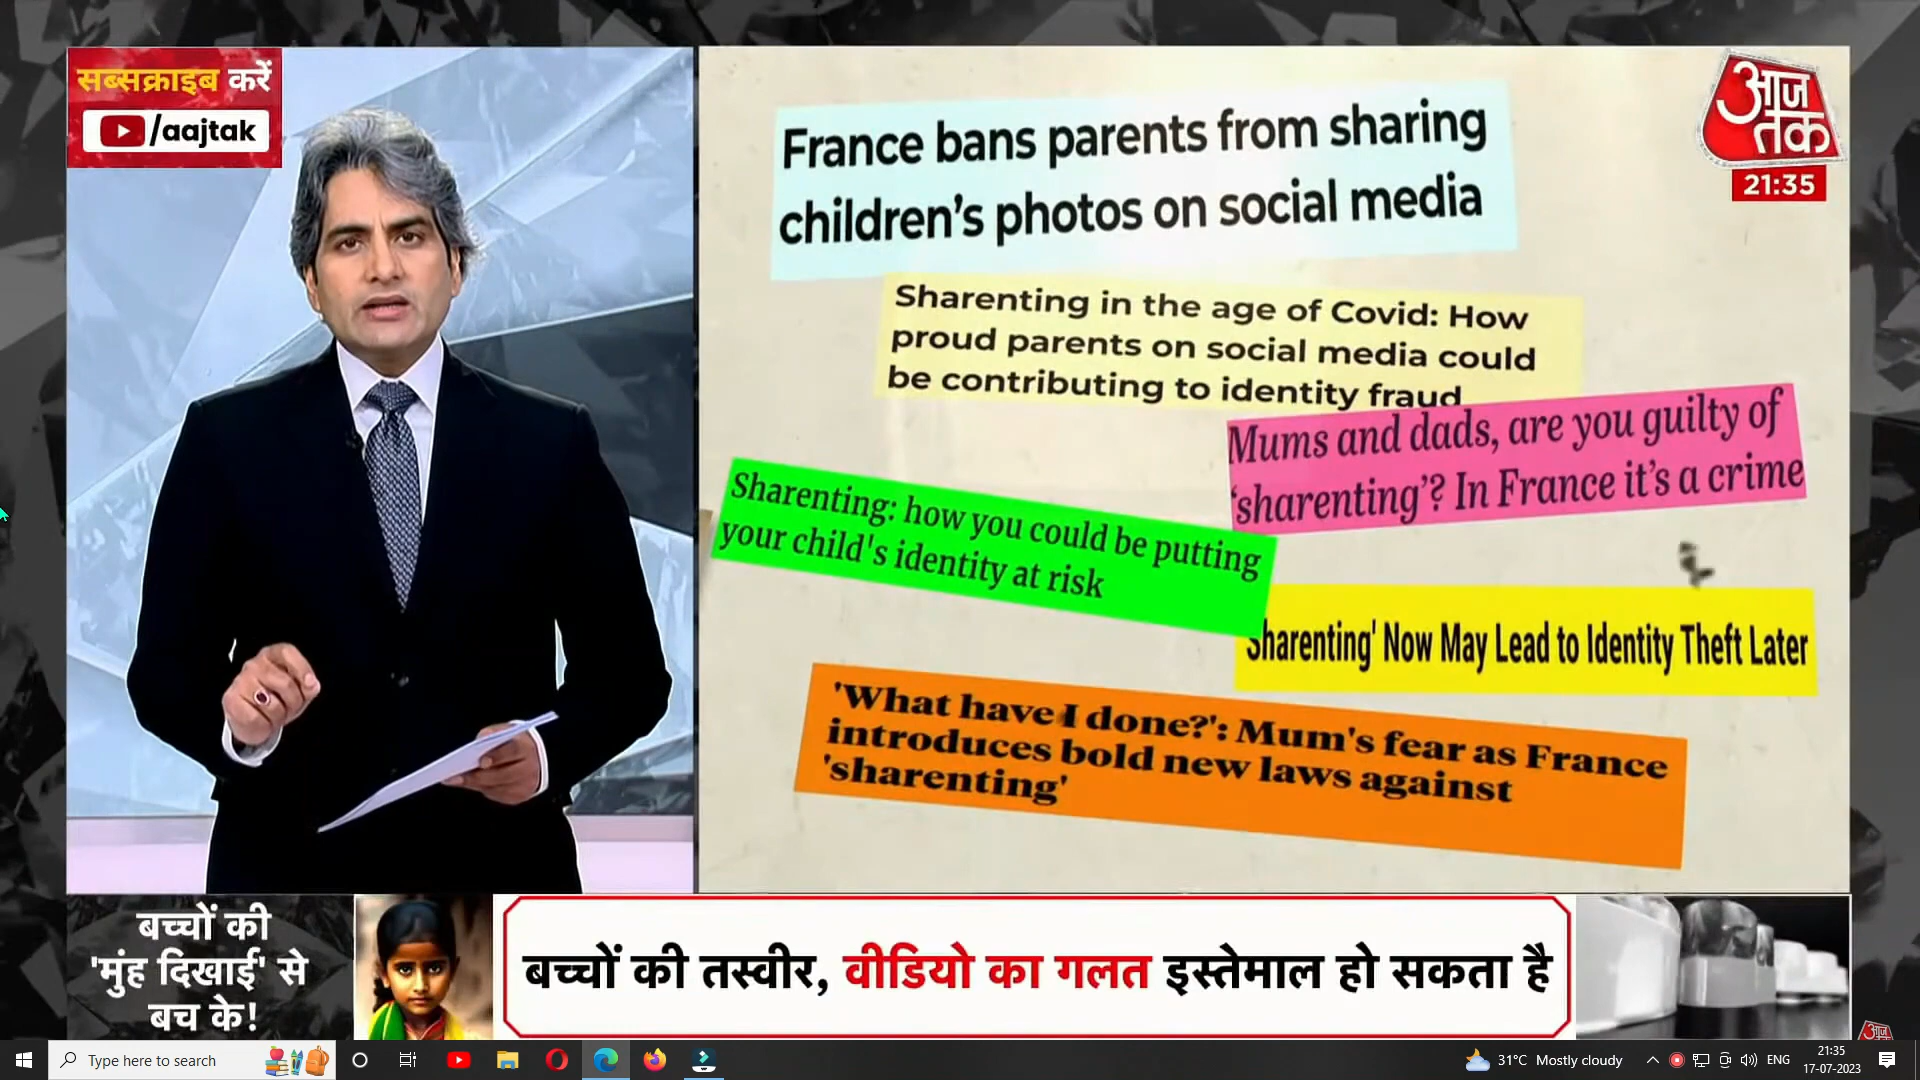 सब्सक्राइब करें
/aajtak
आज
तक
21:35
France bans parents from sharing
children's photos on social media
Sharenting in the age of Covid: How
proud parents on social media could
be contributing to identity fraud
Mums and dads, are you guilty of
'sharenting'? In France it's a crime
Sharenting: how you could be putting
your child's identity at risk
Sharenting' Now May Lead to Identity Theft Later
'What have I done?': Mum's fear as France
introduces bold new laws against
'sharenting'
बच्चों की
'मुंह दिखाई' से
बच के!
बच्चों की तस्वीर, वीडियो का गलत इस्तेमाल हो सकता है
आज
Type here to search
31°C Mostly cloudy
ENG
21:35
17-07-2023